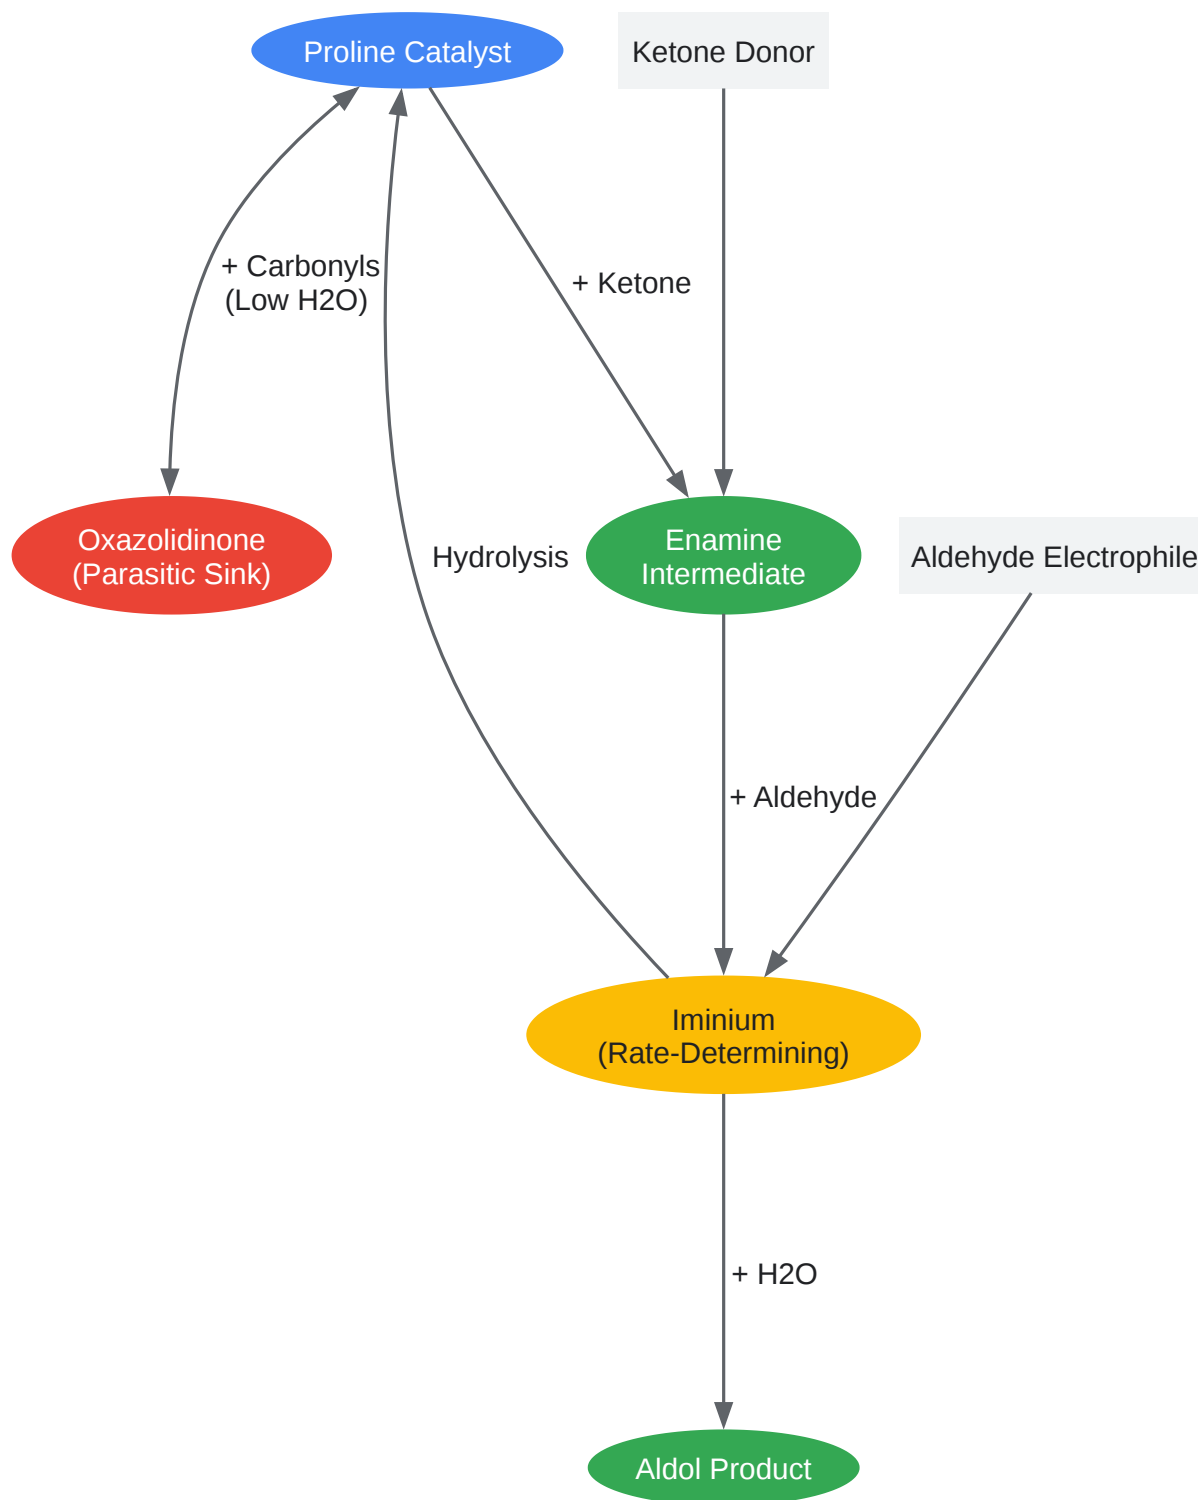 Proline Catalyst
Ketone Donor
+ Carbonyls
(Low H2O)
+ Ketone
Oxazolidinone
(Parasitic Sink)
Hydrolysis
Enamine
Intermediate
Aldehyde Electrophile
+ Aldehyde
Iminium
(Rate-Determining)
+ H2O
Aldol Product